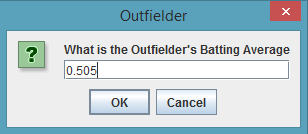 Outfielder
What is the Outfielder's Batting Average
0.505
OK Cancel